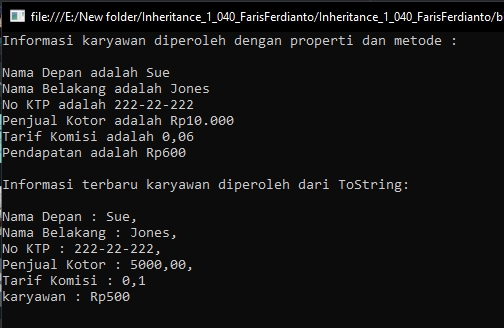 file:///E:/New folder/Inheritance_1_040_FarisFerdianto/Inheritance_1_040_FarisFerdianto/b
Informasi karyawan diperoleh dengan properti dan metode :
Nama Depan adalah Sue
Nama Belakang adalah Jones
No KTP adalah 222-22-222
Penjual Kotor adalah Rp10.000
Tarif Komisi adalah 0,06
Pendapatan adalah Rp600
Informasi terbaru karyawan diperoleh dari ToString:
Nama Depan : Sue,
Nama Belakang : Jones,
No KTP : 222-22-222,
Penjual Kotor : 5000,00,
Tarif Komisi : 0,1
karyawan : Rp500